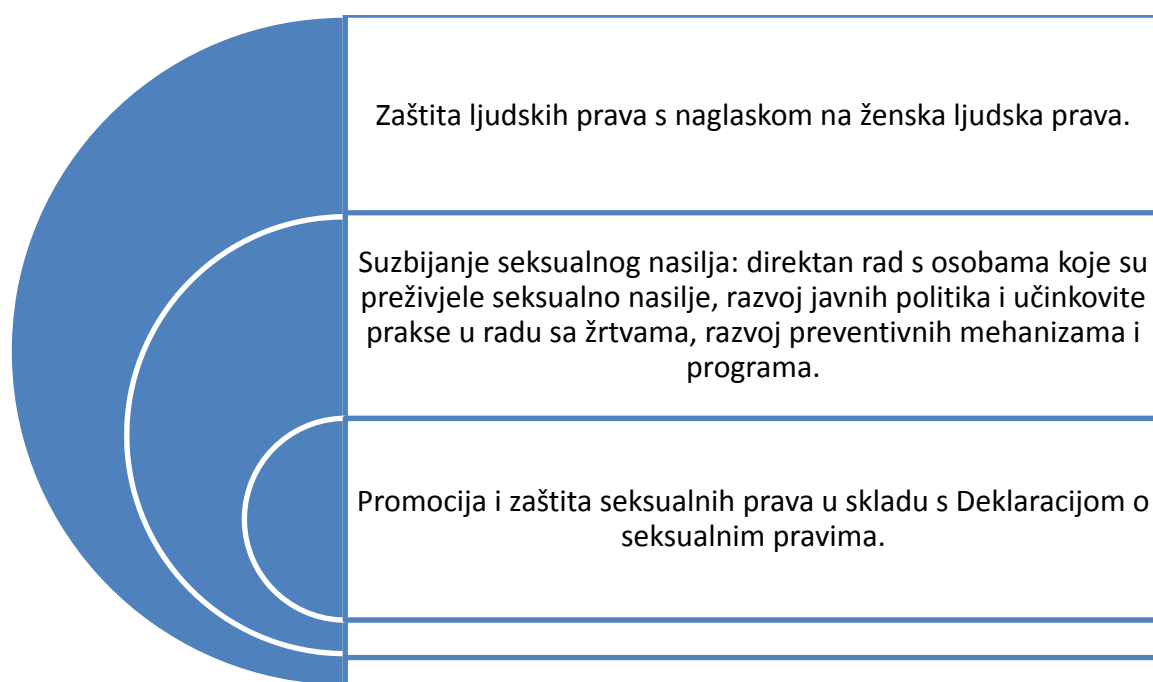 Zaštita ljudskih prava s naglaskom na ženska ljudska prava.
Suzbijanje seksualnog nasilja: direktan rad s osobama koje su
preživjele seksualno nasilje, razvoj javnih politika i učinkovite
prakse u radu sa žrtvama, razvoj preventivnih mehanizama i
programa.
Promocija i zaštita seksualnih prava u skladu s Deklaracijom o
seksualnim pravima.